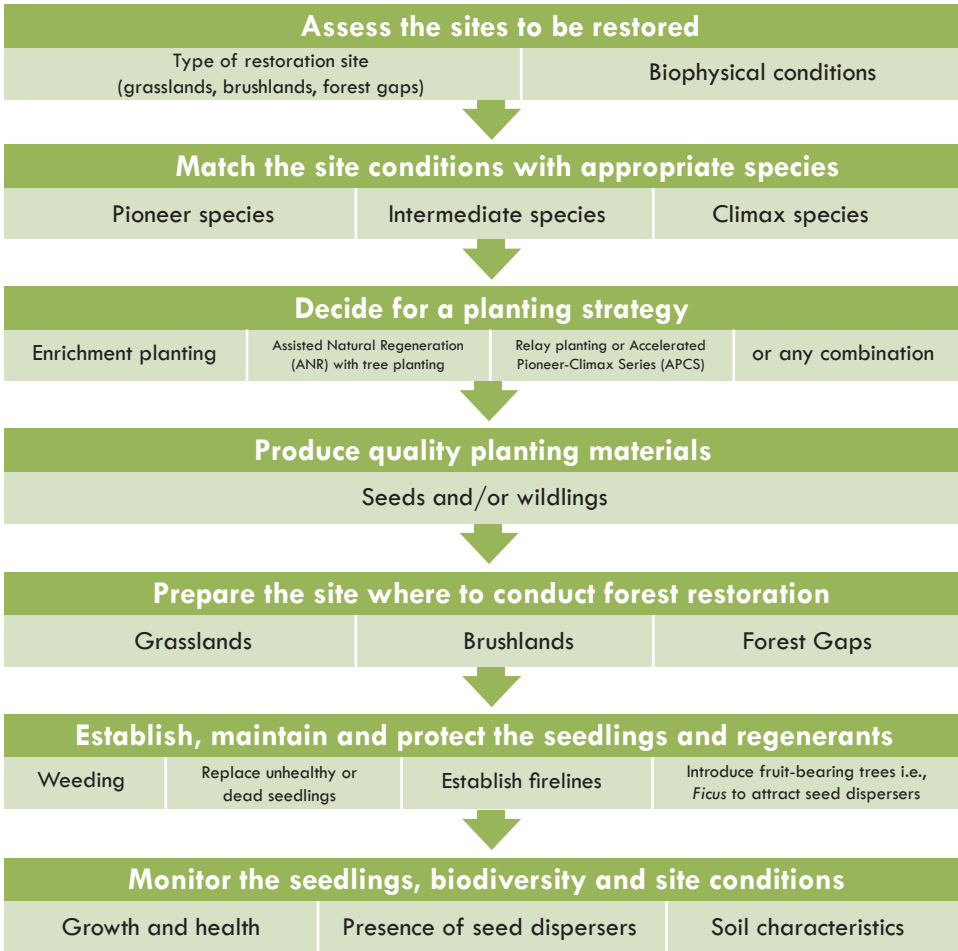 Assess the sites to be restored
Type of restoration site
(grasslands, brushlands, forest gaps)
Biophysical conditions
Match the site conditions with appropriate species
Pioneer species
Intermediate species
Climax species
Decide for a planting strategy
Enrichment planting
Assisted Natural Regeneration
(ANR) with tree planting
Relay planting or Accelerated
Pioneer-Climax Series (APCS)
or any combination
Produce quality planting materials
Seeds and/or wildlings
Prepare the site where to conduct forest restoration
Grasslands
Brushlands
Forest Gaps
Establish, maintain and protect the seedlings and regenerants
Weeding
Replace unhealthy or
dead seedlings
Establish firelines
Introduce fruit-bearing trees i.e.,
Ficus to attract seed dispersers
Monitor the seedlings, biodiversity and site conditions
Growth and health
Presence of seed dispersers
Soil characteristics